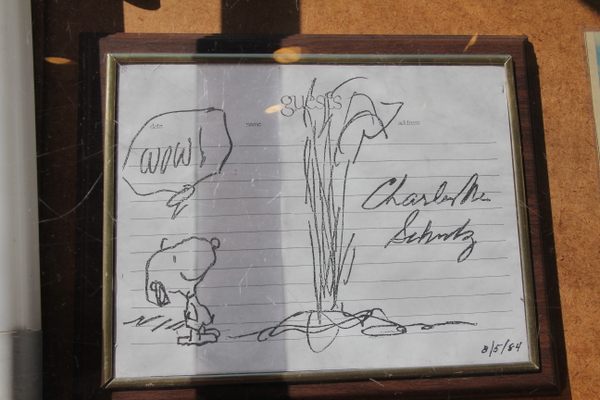 guests
date name address
WOW!
Charles M.
Schulz
8/5/84